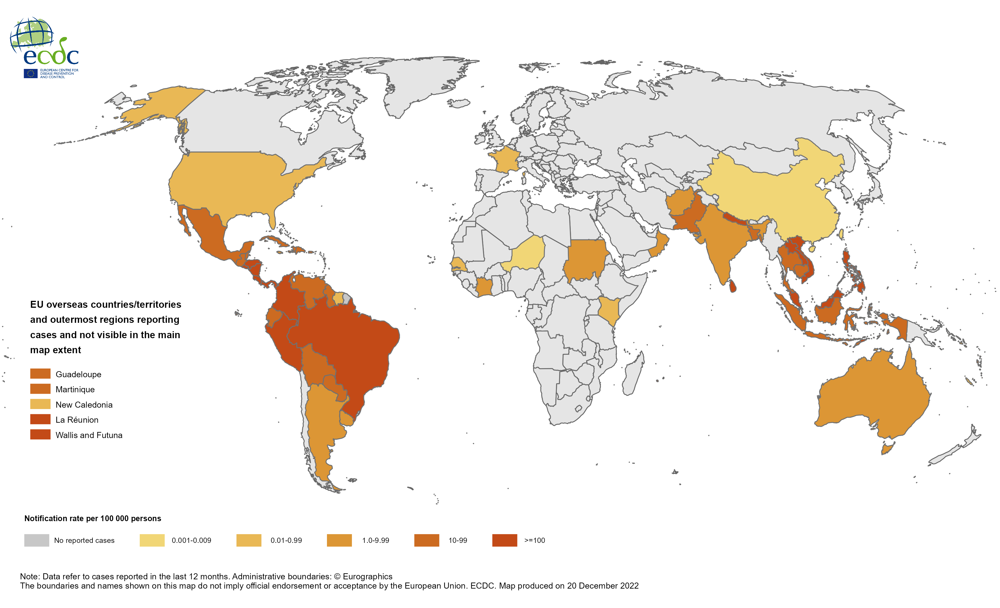 ecdc
EUROPEAN CENTRE FOR
DISEASE PREVENTION
AND CONTROL
EU overseas countries/territories
and outermost regions reporting
cases and not visible in the main
map extent
Guadeloupe
Martinique
New Caledonia
La Réunion
Wallis and Futuna
Notification rate per 100 000 persons
No reported cases 0.001-0.009 0.01-0.99 1.0-9.99 10-99 >=100
Note: Data refer to cases reported in the last 12 months. Administrative boundaries: © Eurographics
The boundaries and names shown on this map do not imply official endorsement or acceptance by the European Union. ECDC. Map produced on 20 December 2022